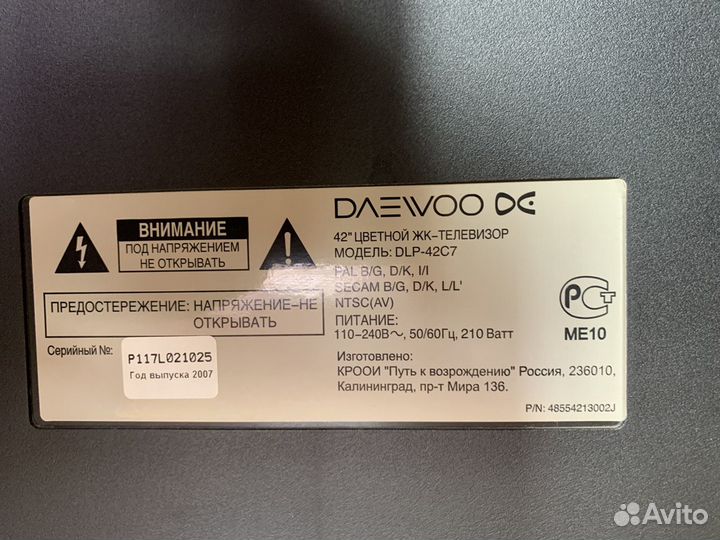 DAEWOO
ВНИМАНИЕ
ПОД НАПРЯЖЕНИЕМ
НЕ ОТКРЫВАТЬ
ПРЕДОСТЕРЕЖЕНИЕ: НАПРЯЖЕНИЕ-НЕ
ОТКРЫВАТЬ
Серийный №:
P117L021025
Год выпуска 2007
42" ЦВЕТНОЙ ЖК-ТЕЛЕВИЗОР
МОДЕЛЬ: DLP-42C7
PAL B/G, D/K, I/I
SECAM B/G, D/K, L/L'
NTSC(AV)
ПИТАНИЕ:
110-240В~, 50/60Гц, 210 Ватт
Изготовлено:
КРООИ "Путь к возрождению" Россия, 236010,
Калининград, пр-т Мира 136.
РСТ
ME10
P/N: 48554213002J
Avito